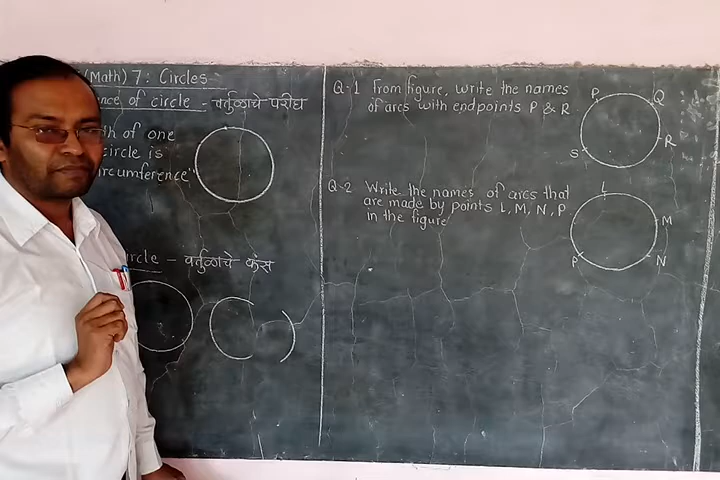 (Math) 7: Circles
ence of circle - वर्तुळाचे परीघ
th of one
circle is
ircumference"
ircle - वर्तुळाचे कंस
Q-1 From figure, write the names
of arcs with endpoints P & R
P
Q
R
S
Q-2 Write the names of arcs that
are made by points L, M, N, P
in the figure
L
M
N
P